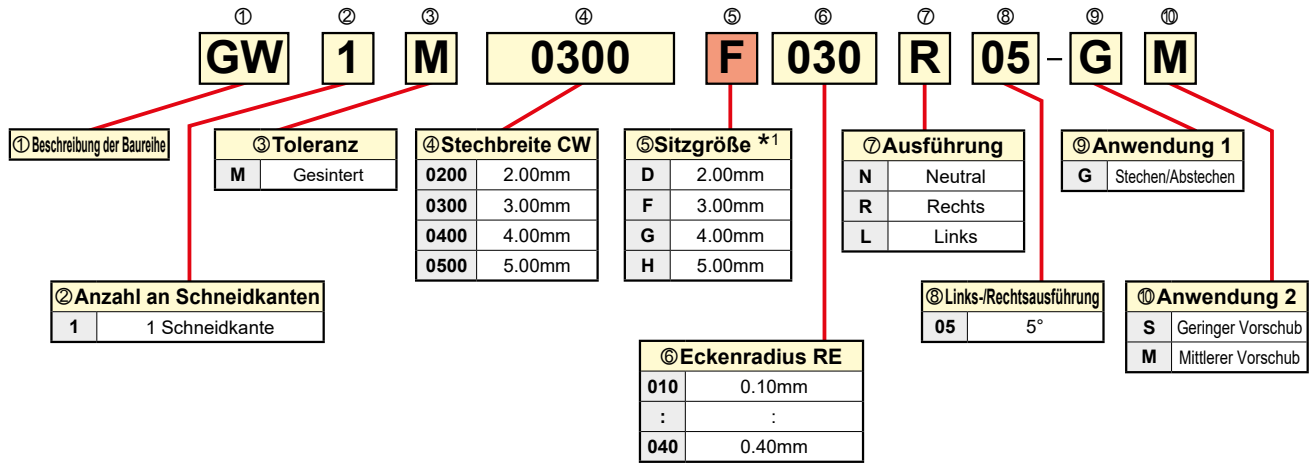 ① ② ③ ④ ⑤ ⑥ ⑦ ⑧ ⑨ ⑩
GW 1 M 0300 F 030 R 05 - G M
①Beschreibung der Baureihe
③Toleranz
M Gesintert
④Stechbreite CW
0200 2.00mm
0300 3.00mm
0400 4.00mm
0500 5.00mm
⑤Sitzgröße *1
D 2.00mm
F 3.00mm
G 4.00mm
H 5.00mm
⑦Ausführung
N Neutral
R Rechts
L Links
⑨Anwendung 1
G Stechen/Abstechen
②Anzahl an Schneidkanten
1 1 Schneidkante
⑧Links-/Rechtsausführung
05 5°
⑩Anwendung 2
S Geringer Vorschub
M Mittlerer Vorschub
⑥Eckenradius RE
010 0.10mm
: :
040 0.40mm